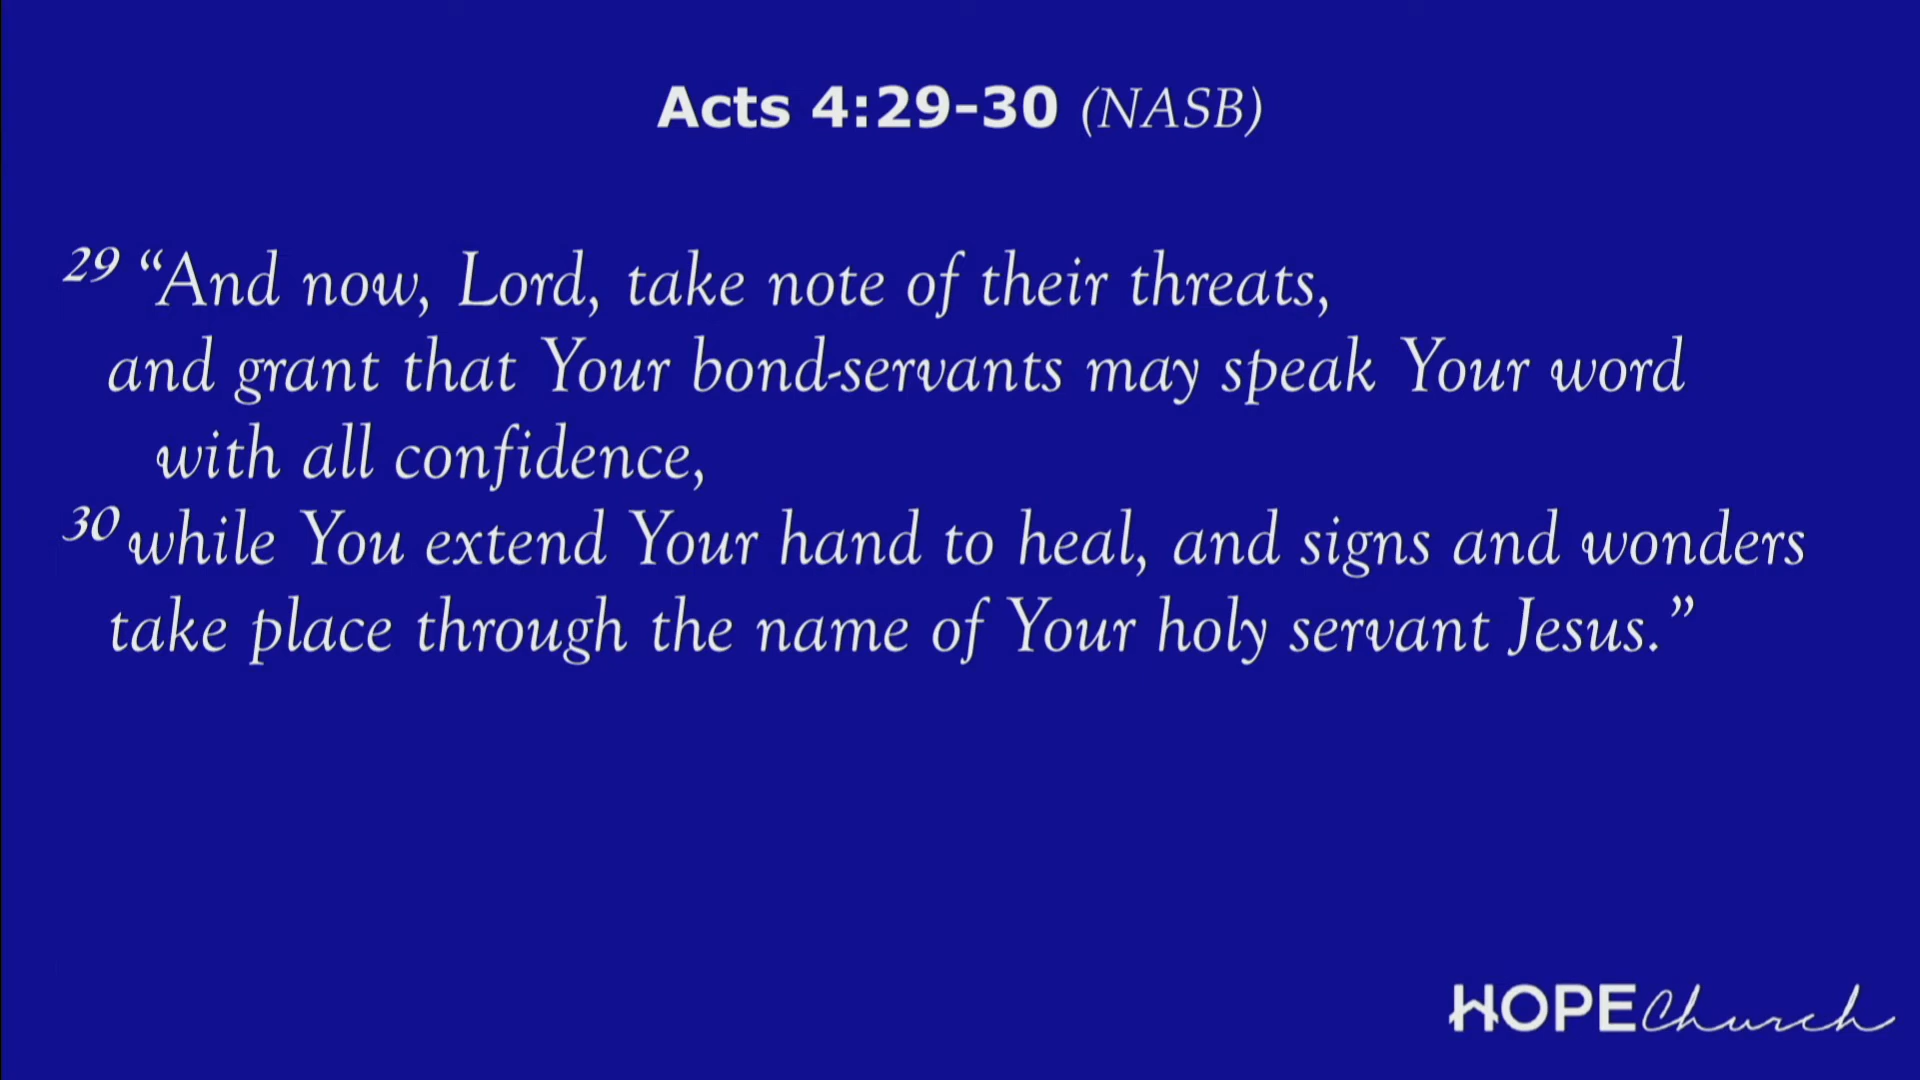 Acts 4:29-30 (NASB)
29 “And now, Lord, take note of their threats,
and grant that Your bond-servants may speak Your word
with all confidence,
30 while You extend Your hand to heal, and signs and wonders
take place through the name of Your holy servant Jesus.”
HOPE Church